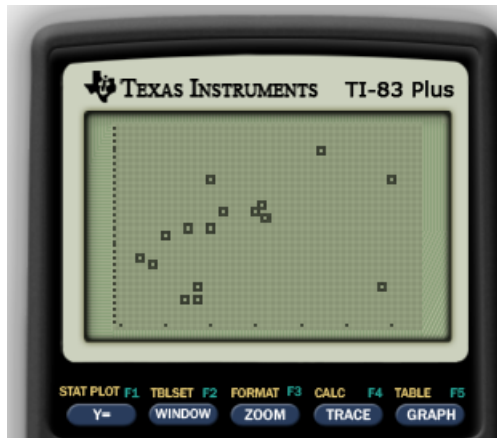 TEXAS INSTRUMENTS TI-83 Plus
STAT PLOT F1 TBLSET F2 FORMAT F3 CALC F4 TABLE F5
Y= WINDOW ZOOM TRACE GRAPH